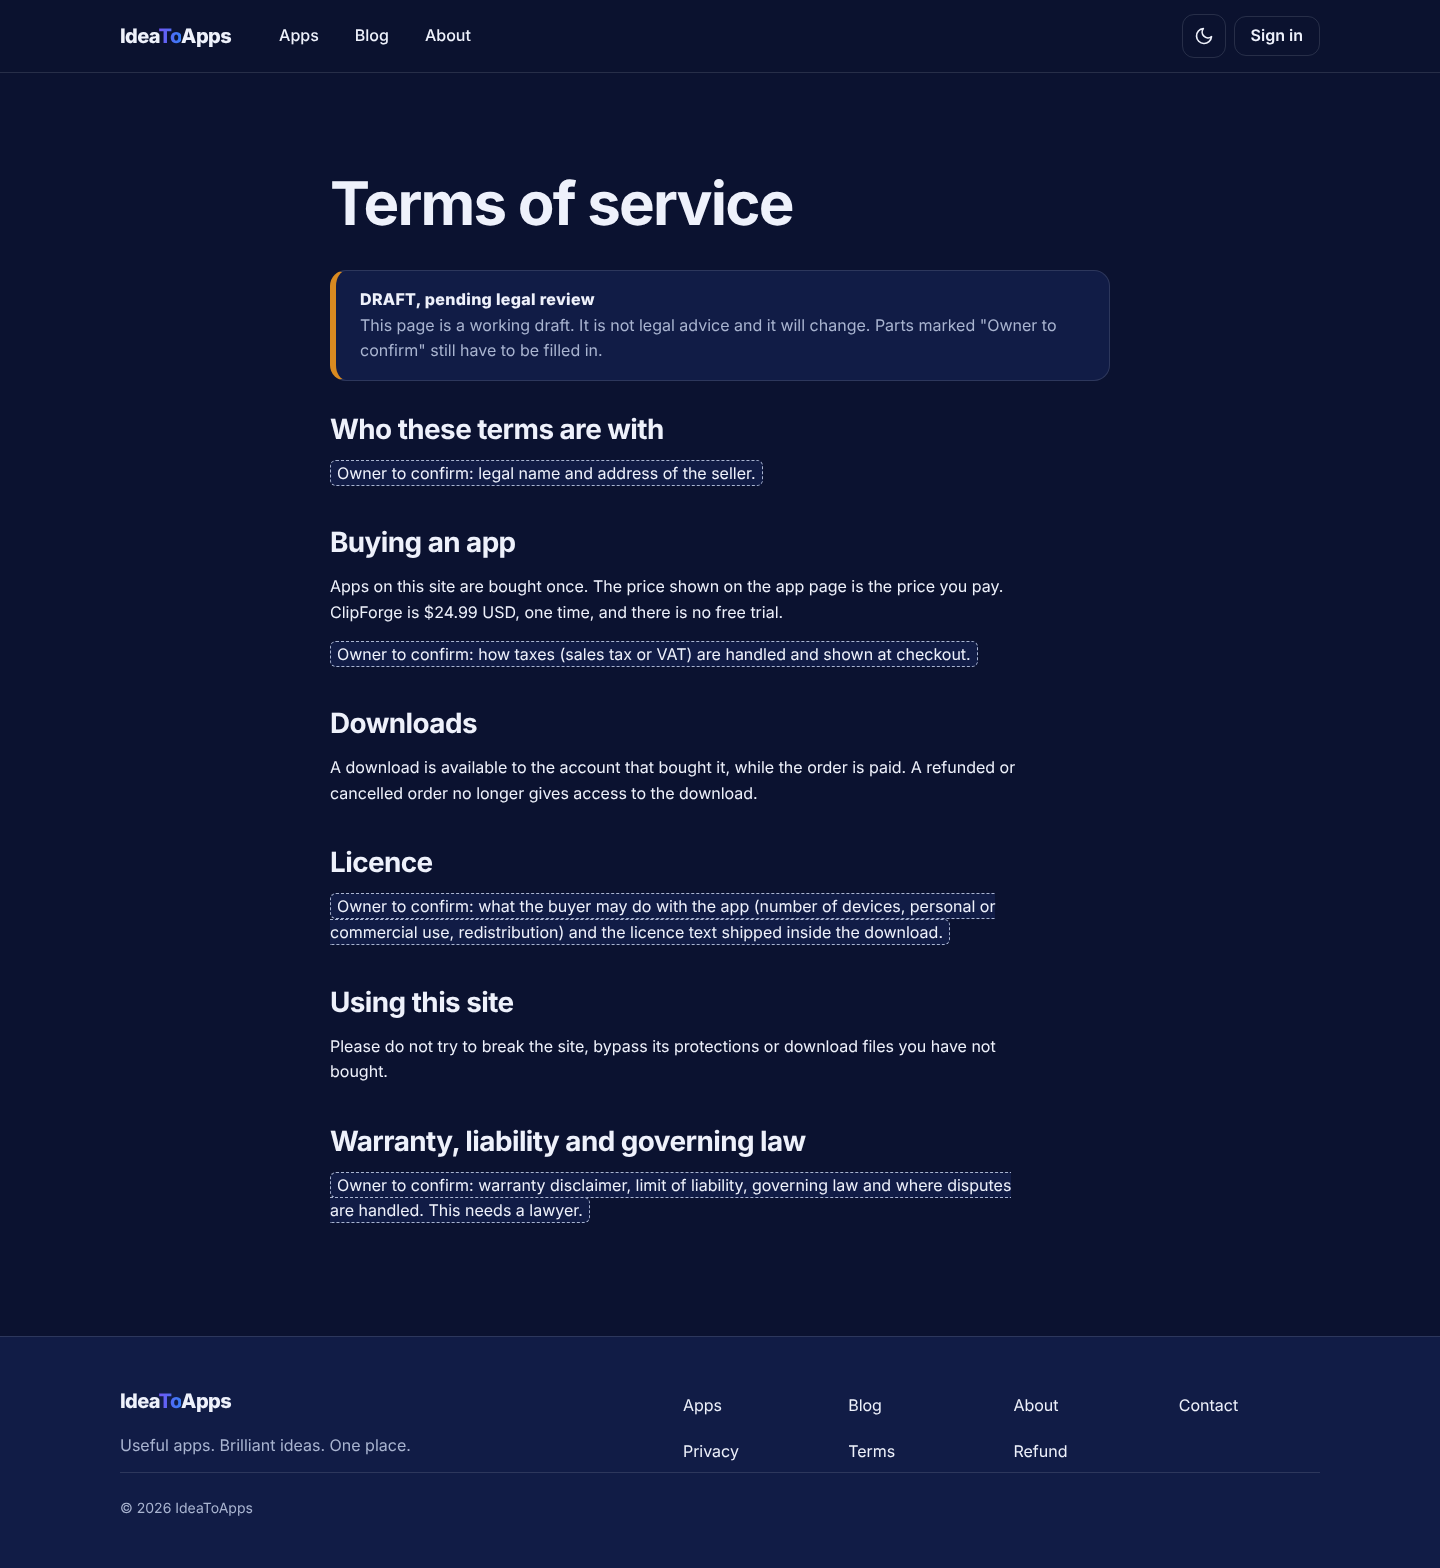 IdeaToApps
Apps
Blog
About
Sign in
Terms of service
DRAFT, pending legal review
This page is a working draft. It is not legal advice and it will change. Parts marked "Owner to
confirm" still have to be filled in.
Who these terms are with
Owner to confirm: legal name and address of the seller.
Buying an app
Apps on this site are bought once. The price shown on the app page is the price you pay.
ClipForge is $24.99 USD, one time, and there is no free trial.
Owner to confirm: how taxes (sales tax or VAT) are handled and shown at checkout.
Downloads
A download is available to the account that bought it, while the order is paid. A refunded or
cancelled order no longer gives access to the download.
Licence
Owner to confirm: what the buyer may do with the app (number of devices, personal or
commercial use, redistribution) and the licence text shipped inside the download.
Using this site
Please do not try to break the site, bypass its protections or download files you have not
bought.
Warranty, liability and governing law
Owner to confirm: warranty disclaimer, limit of liability, governing law and where disputes
are handled. This needs a lawyer.
IdeaToApps
Useful apps. Brilliant ideas. One place.
Apps
Blog
About
Contact
Privacy
Terms
Refund
© 2026 IdeaToApps